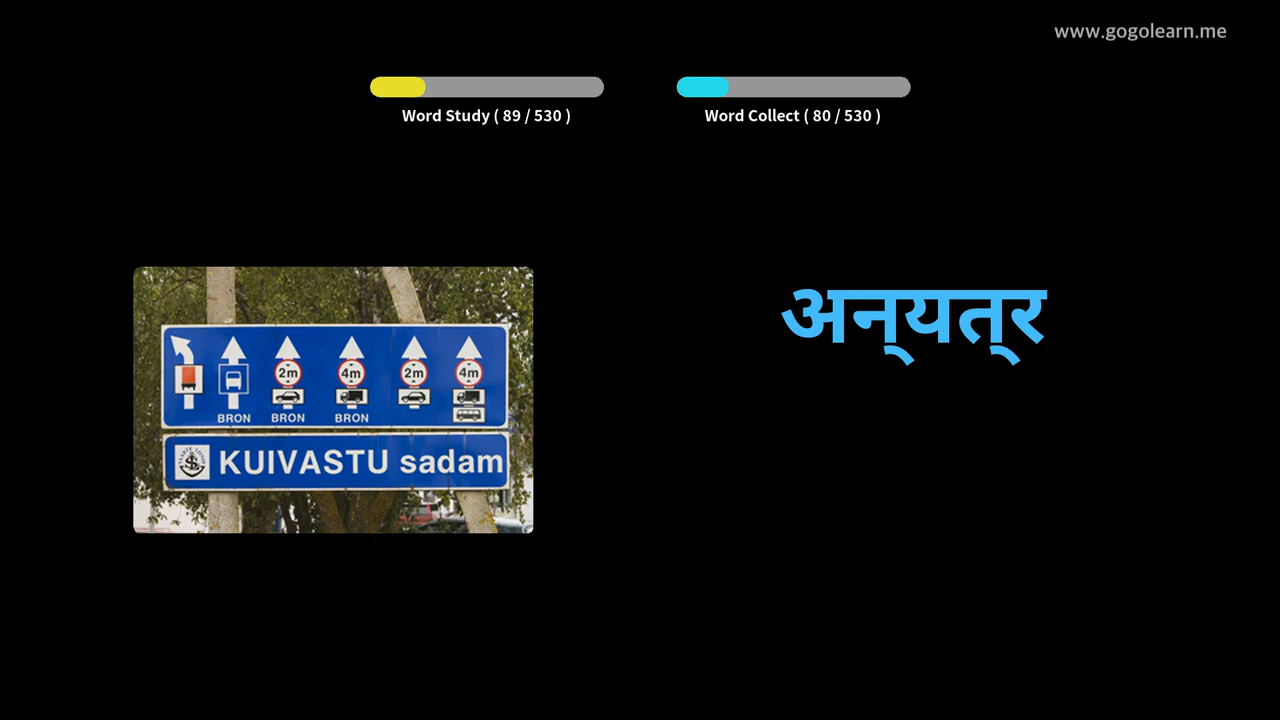 www.gogolearn.me
Word Study ( 89 / 530 )
Word Collect ( 80 / 530 )
अन्‌यत्‌र
2m 4m 2m 4m
BRON BRON BRON
KUIVASTU sadam